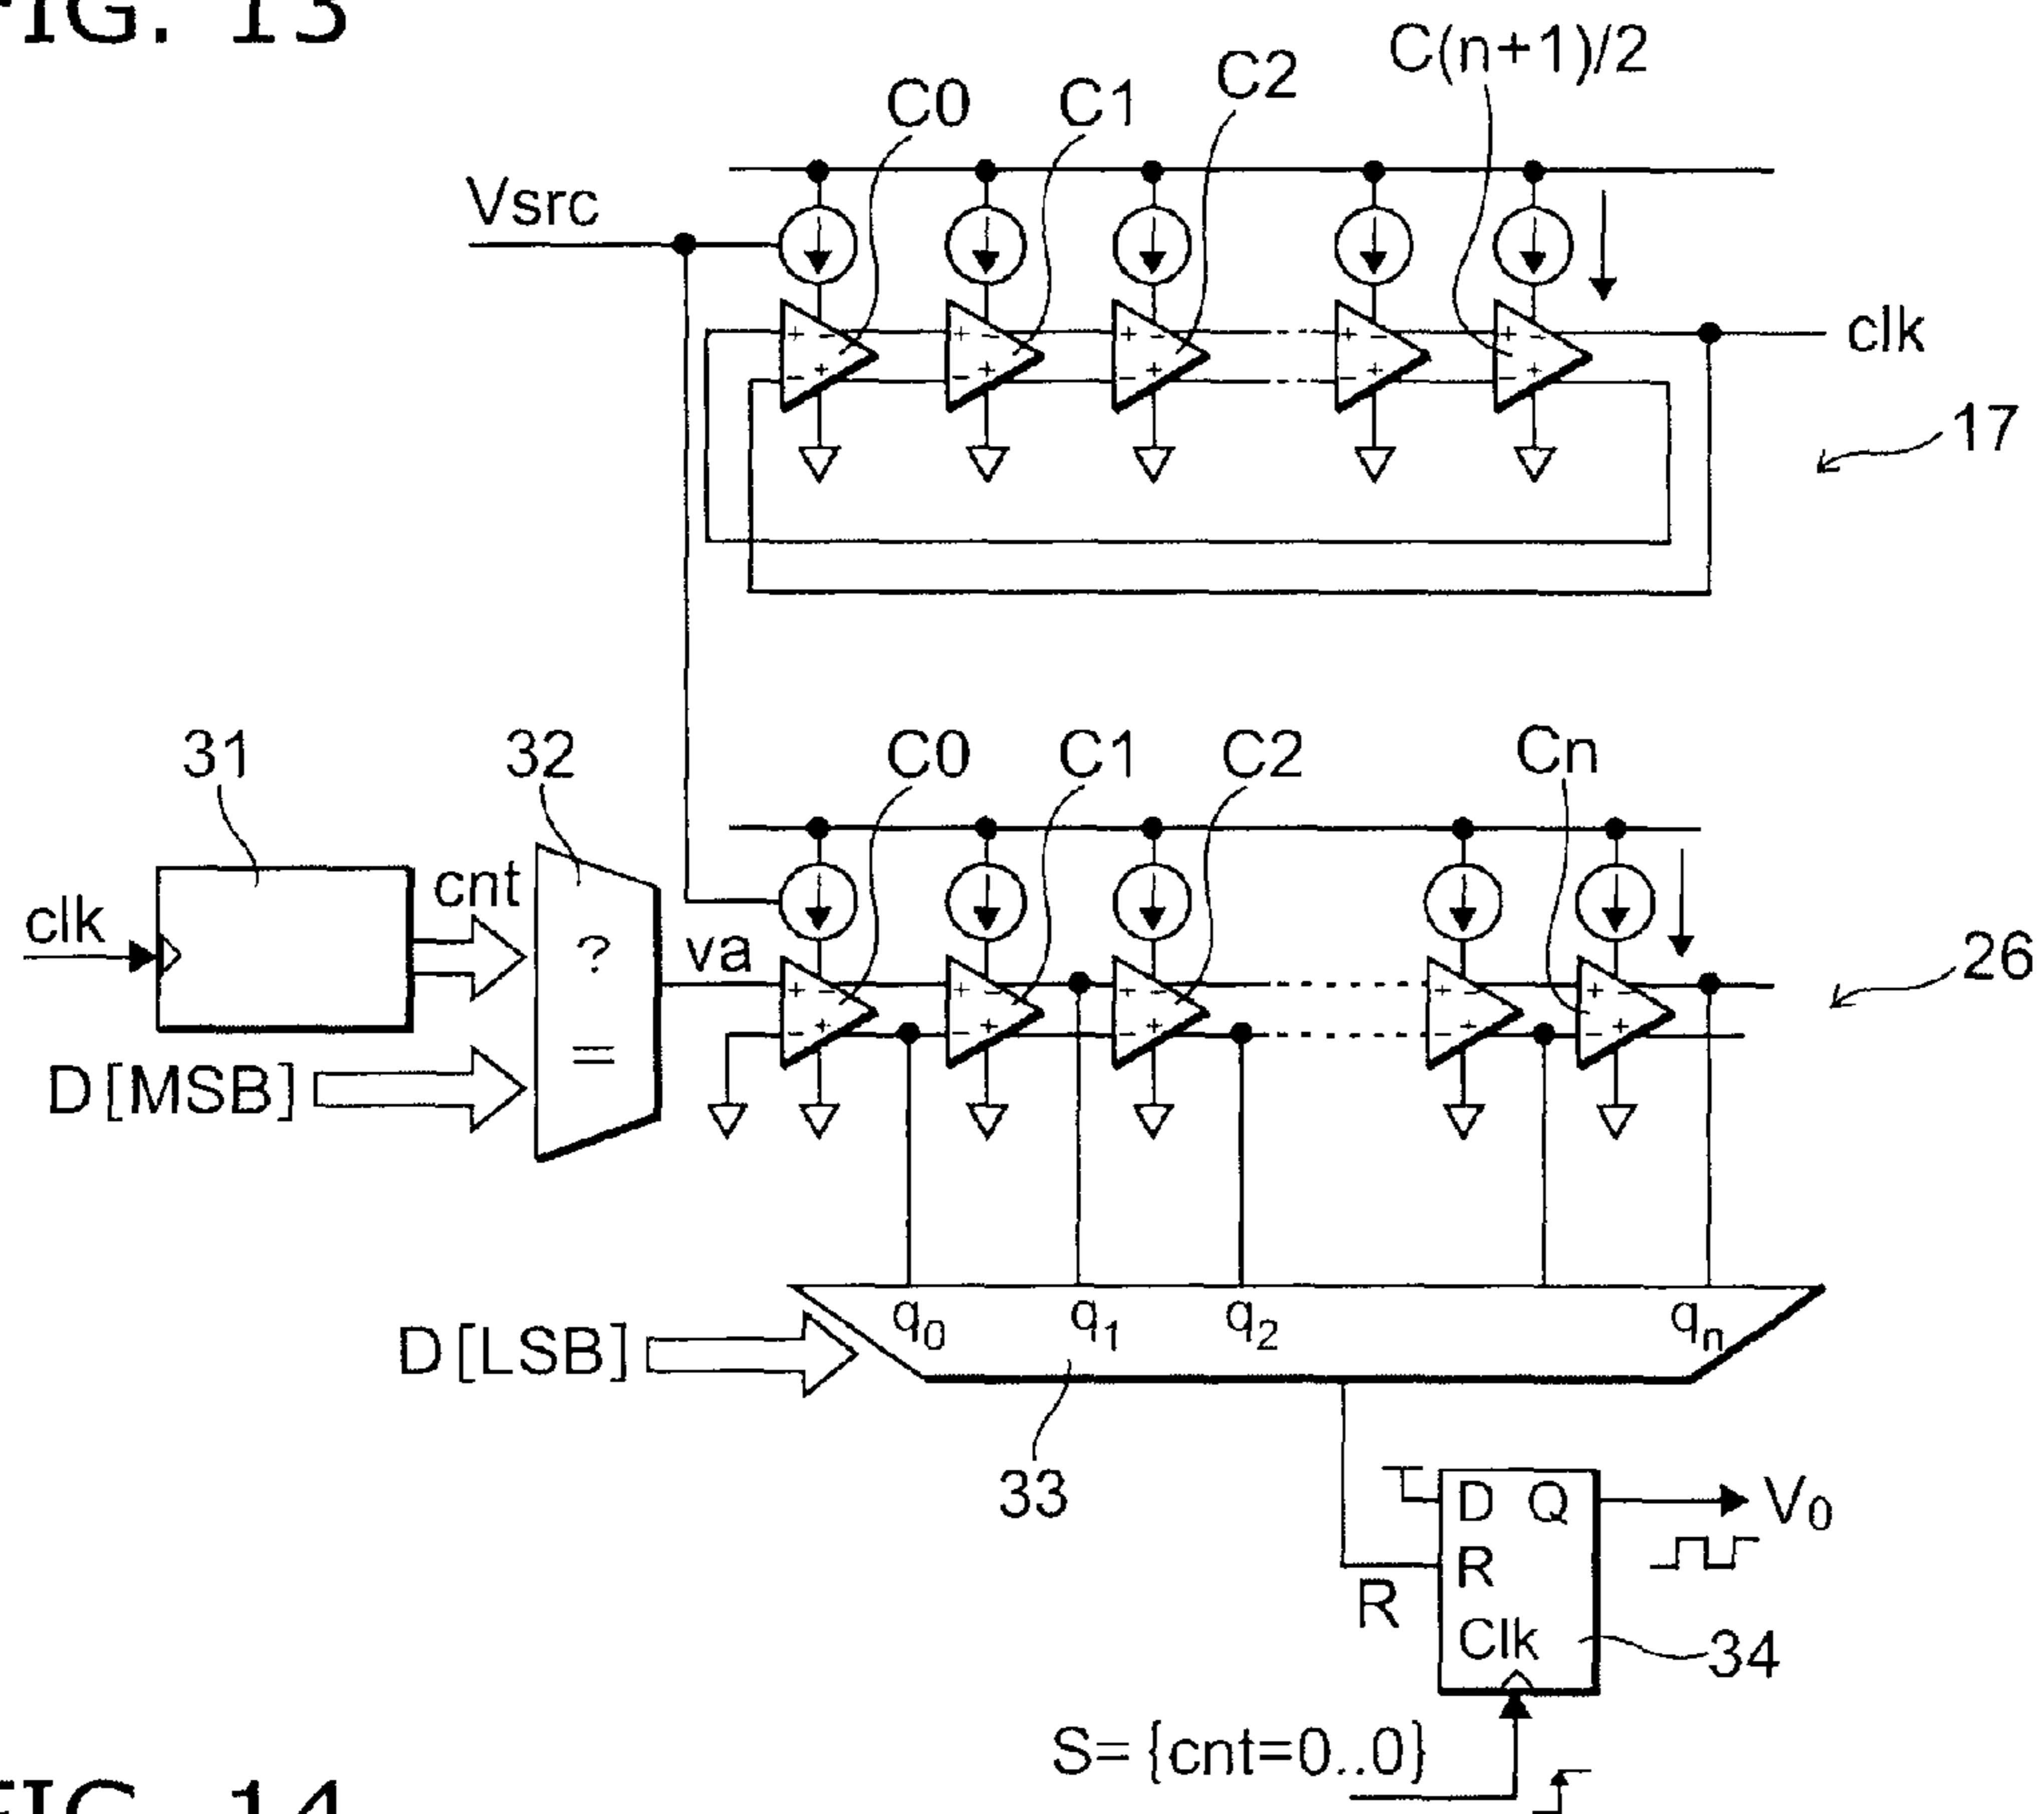 FIG. 13
C0 C1 C2 C(n+1)/2
Vsrc
+ - + - + - + - + -
- + - + - + - + - +
clk
17
31 32 C0 C1 C2 Cn
clk
cnt
?
=
va
+ - + - + - + - + -
- + - + - + - + - +
26
D[MSB]
D[LSB]
q0 q1 q2 qn
33
D Q
V0
R
R
Clk
34
S={cnt=0..0}
FIG. 14